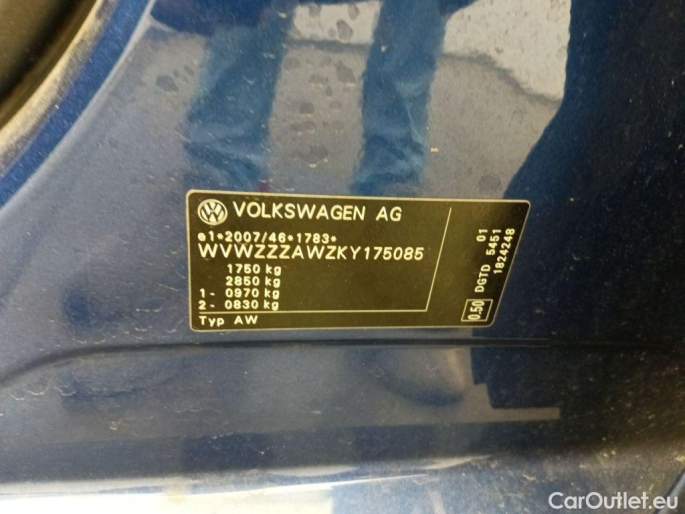 VOLKSWAGEN AG
e1*2007/46*1783*
WVWZZZAWZKY175085
1750 kg
2850 kg
1- 0970 kg
2- 0830 kg
Typ AW
0.50
DGTD 5451 01
1824248
CarOutlet.eu